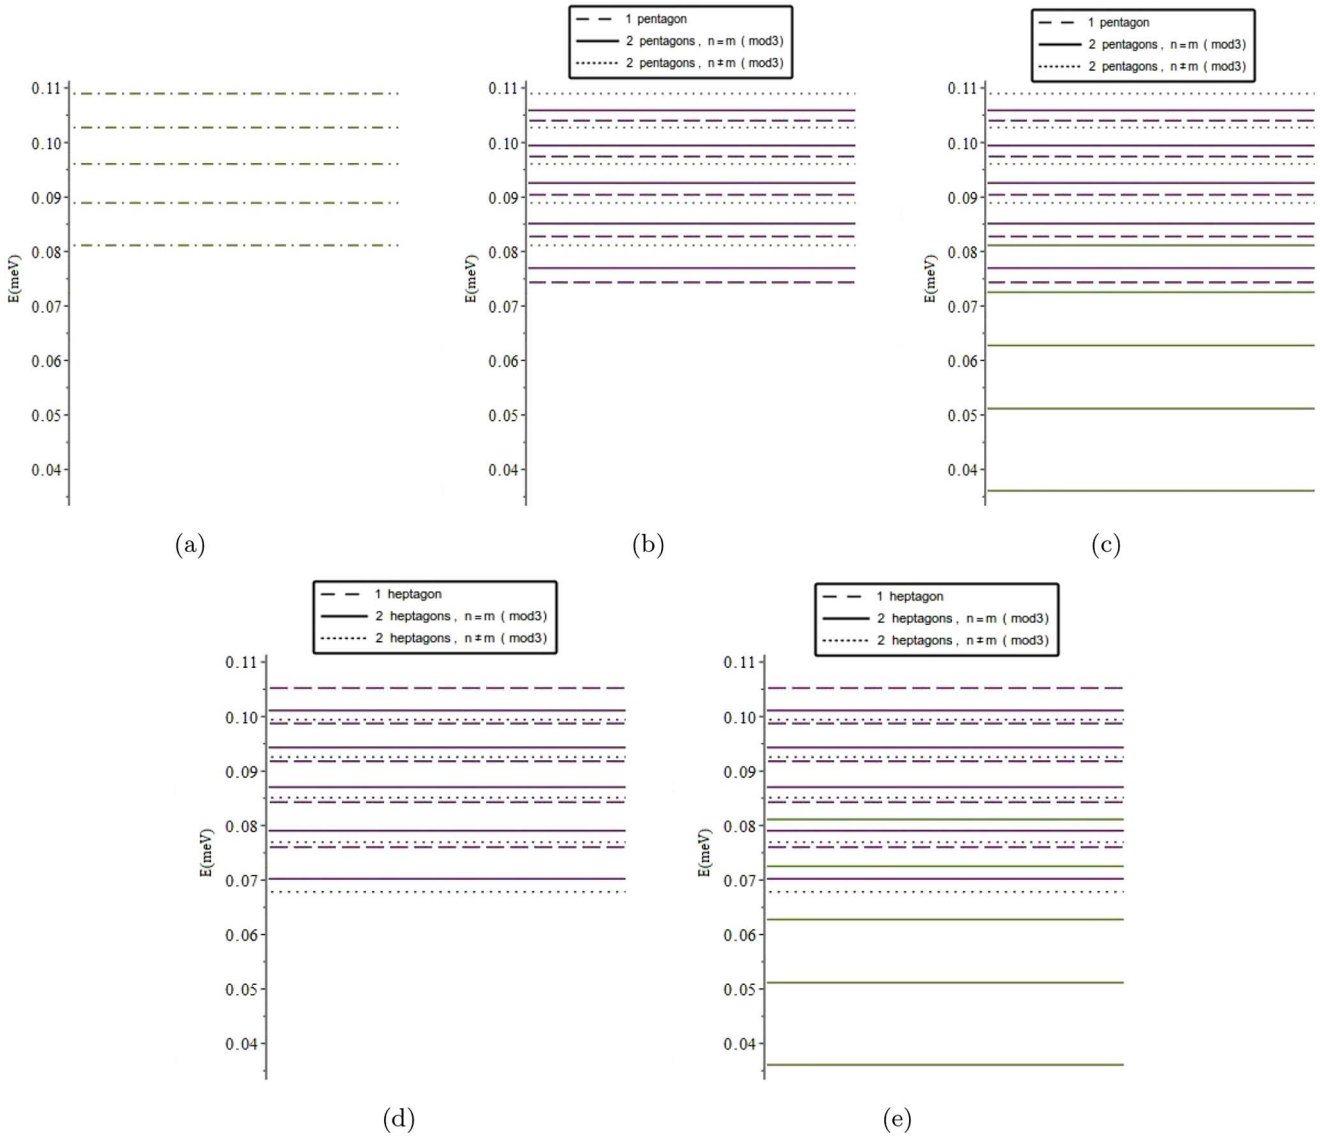 1 pentagon
2 pentagons, n=m (mod3)
2 pentagons, n≠m (mod3)
1 pentagon
2 pentagons, n=m (mod3)
2 pentagons, n≠m (mod3)
0.11
0.10
0.09
0.08
0.07
0.06
0.05
0.04
E(meV)
(a)
0.11
0.10
0.09
0.08
0.07
0.06
0.05
0.04
E(meV)
(b)
0.11
0.10
0.09
0.08
0.07
0.06
0.05
0.04
E(meV)
(c)
1 heptagon
2 heptagons, n=m (mod3)
2 heptagons, n≠m (mod3)
0.11
0.10
0.09
0.08
0.07
0.06
0.05
0.04
E(meV)
(d)
1 heptagon
2 heptagons, n=m (mod3)
2 heptagons, n≠m (mod3)
0.11
0.10
0.09
0.08
0.07
0.06
0.05
0.04
E(meV)
(e)